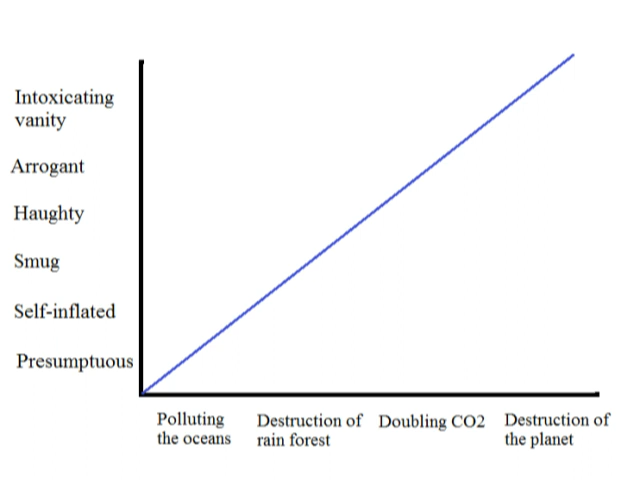 Intoxicating
vanity
Arrogant
Haughty
Smug
Self-inflated
Presumptuous
Polluting
the oceans
Destruction of
rain forest
Doubling CO2
Destruction of
the planet